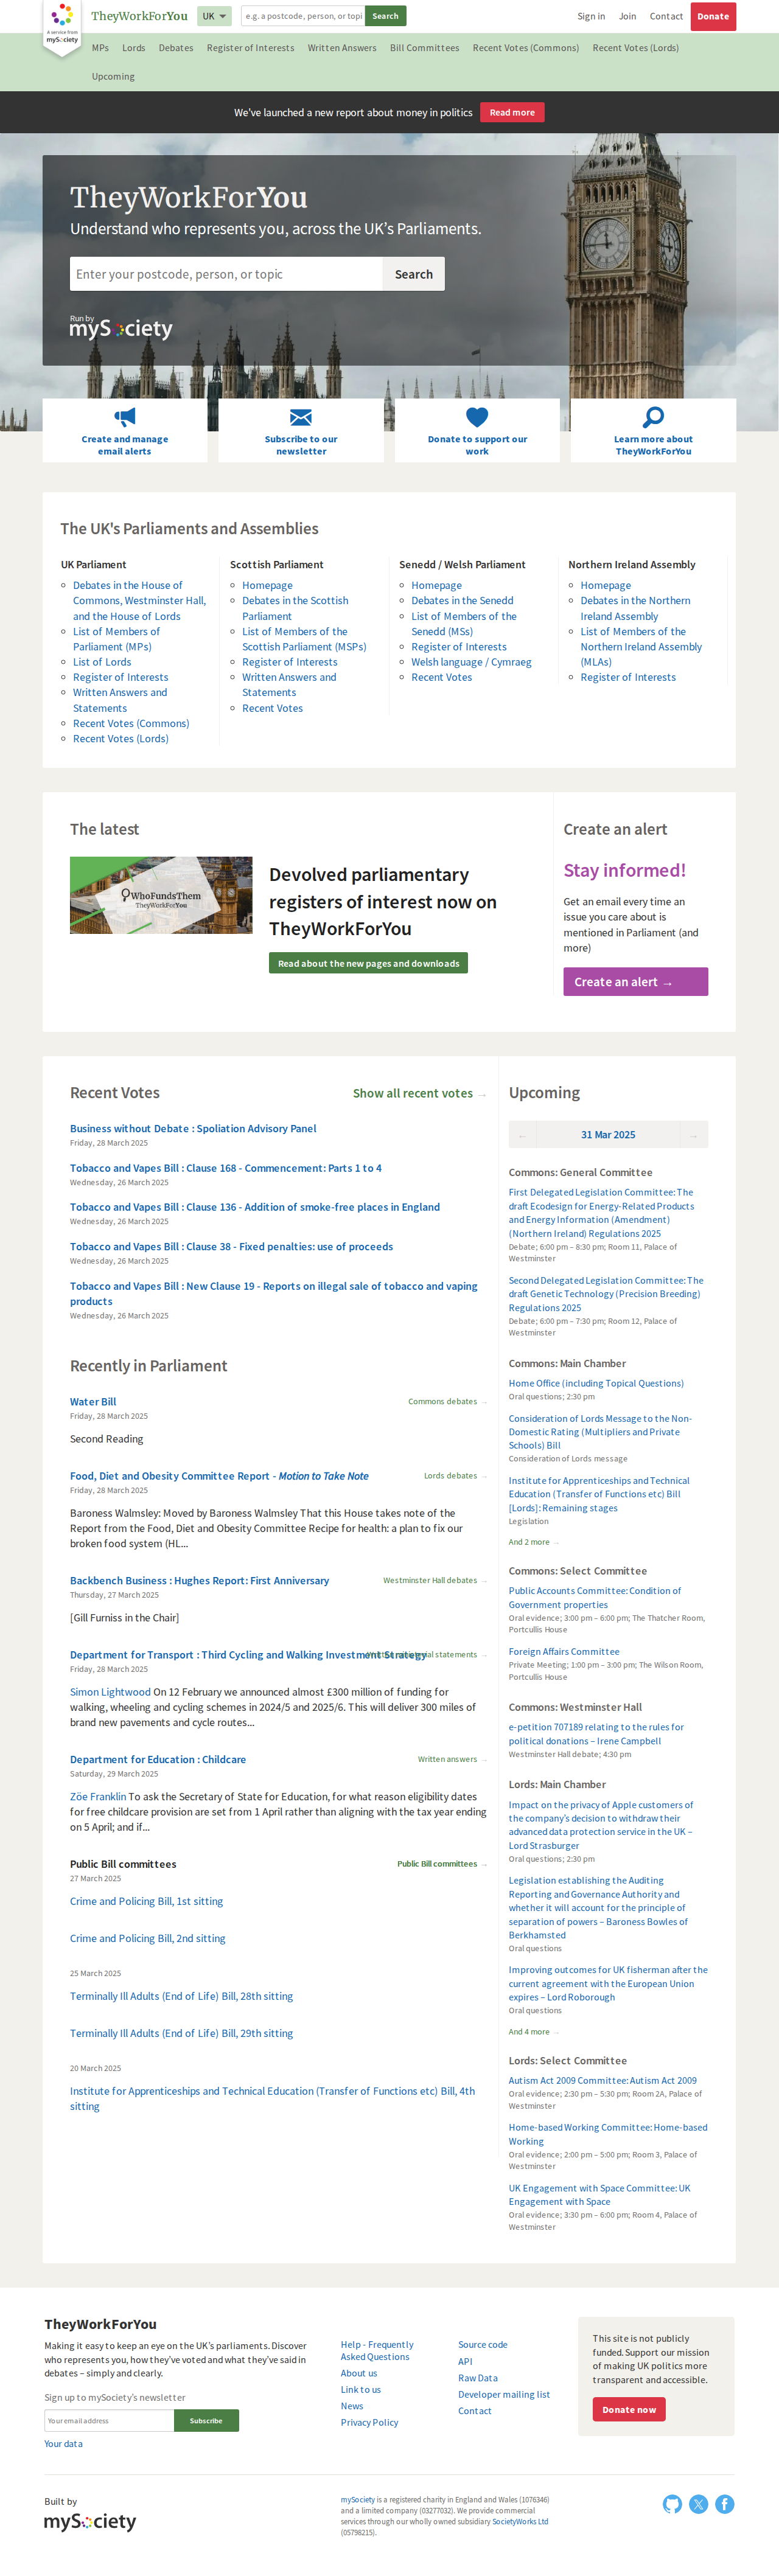 A service from
mySociety
TheyWorkForYou
UK
e.g. a postcode, person, or topi
Search
Sign in
Join
Contact
Donate
MPs
Lords
Debates
Register of Interests
Written Answers
Bill Committees
Recent Votes (Commons)
Recent Votes (Lords)
Upcoming
We've launched a new report about money in politics
Read more
TheyWorkForYou
Understand who represents you, across the UK's Parliaments.
Enter your postcode, person, or topic
Search
Run by
mySociety
Create and manage
email alerts
Subscribe to our
newsletter
Donate to support our
work
Learn more about
TheyWorkForYou
The UK's Parliaments and Assemblies
UK Parliament
Debates in the House of
Commons, Westminster Hall,
and the House of Lords
List of Members of
Parliament (MPs)
List of Lords
Register of Interests
Written Answers and
Statements
Recent Votes (Commons)
Recent Votes (Lords)
Scottish Parliament
Homepage
Debates in the Scottish
Parliament
List of Members of the
Scottish Parliament (MSPs)
Register of Interests
Written Answers and
Statements
Recent Votes
Senedd / Welsh Parliament
Homepage
Debates in the Senedd
List of Members of the
Senedd (MSs)
Register of Interests
Welsh language / Cymraeg
Recent Votes
Northern Ireland Assembly
Homepage
Debates in the Northern
Ireland Assembly
List of Members of the
Northern Ireland Assembly
(MLAs)
Register of Interests
The latest
WhoFundsThem
TheyWorkForYou
Devolved parliamentary
registers of interest now on
TheyWorkForYou
Read about the new pages and downloads
Create an alert
Stay informed!
Get an email every time an
issue you care about is
mentioned in Parliament (and
more)
Create an alert →
Recent Votes
Show all recent votes →
Business without Debate : Spoliation Advisory Panel
Friday, 28 March 2025
Tobacco and Vapes Bill : Clause 168 - Commencement: Parts 1 to 4
Wednesday, 26 March 2025
Tobacco and Vapes Bill : Clause 136 - Addition of smoke-free places in England
Wednesday, 26 March 2025
Tobacco and Vapes Bill : Clause 38 - Fixed penalties: use of proceeds
Wednesday, 26 March 2025
Tobacco and Vapes Bill : New Clause 19 - Reports on illegal sale of tobacco and vaping
products
Wednesday, 26 March 2025
Recently in Parliament
Water Bill
Commons debates →
Friday, 28 March 2025
Second Reading
Food, Diet and Obesity Committee Report - Motion to Take Note
Lords debates →
Friday, 28 March 2025
Baroness Walmsley: Moved by Baroness Walmsley That this House takes note of the
Report from the Food, Diet and Obesity Committee Recipe for health: a plan to fix our
broken food system (HL...
Backbench Business : Hughes Report: First Anniversary
Westminster Hall debates →
Thursday, 27 March 2025
[Gill Furniss in the Chair]
Department for Transport : Third Cycling and Walking Investment Strategy
Written ministerial statements →
Friday, 28 March 2025
Simon Lightwood On 12 February we announced almost £300 million of funding for
walking, wheeling and cycling schemes in 2024/5 and 2025/6. This will deliver 300 miles of
brand new pavements and cycle routes...
Department for Education : Childcare
Written answers →
Saturday, 29 March 2025
Zöe Franklin To ask the Secretary of State for Education, for what reason eligibility dates
for free childcare provision are set from 1 April rather than aligning with the tax year ending
on 5 April; and if...
Public Bill committees
Public Bill committees →
27 March 2025
Crime and Policing Bill, 1st sitting
Crime and Policing Bill, 2nd sitting
25 March 2025
Terminally Ill Adults (End of Life) Bill, 28th sitting
Terminally Ill Adults (End of Life) Bill, 29th sitting
20 March 2025
Institute for Apprenticeships and Technical Education (Transfer of Functions etc) Bill, 4th
sitting
Upcoming
← 31 Mar 2025 →
Commons: General Committee
First Delegated Legislation Committee: The
draft Ecodesign for Energy-Related Products
and Energy Information (Amendment)
(Northern Ireland) Regulations 2025
Debate; 6:00 pm – 8:30 pm; Room 11, Palace of
Westminster
Second Delegated Legislation Committee: The
draft Genetic Technology (Precision Breeding)
Regulations 2025
Debate; 6:00 pm – 7:30 pm; Room 12, Palace of
Westminster
Commons: Main Chamber
Home Office (including Topical Questions)
Oral questions; 2:30 pm
Consideration of Lords Message to the Non-
Domestic Rating (Multipliers and Private
Schools) Bill
Consideration of Lords message
Institute for Apprenticeships and Technical
Education (Transfer of Functions etc) Bill
[Lords]: Remaining stages
Legislation
And 2 more →
Commons: Select Committee
Public Accounts Committee: Condition of
Government properties
Oral evidence; 3:00 pm – 6:00 pm; The Thatcher Room,
Portcullis House
Foreign Affairs Committee
Private Meeting; 1:00 pm – 3:00 pm; The Wilson Room,
Portcullis House
Commons: Westminster Hall
e-petition 707189 relating to the rules for
political donations – Irene Campbell
Westminster Hall debate; 4:30 pm
Lords: Main Chamber
Impact on the privacy of Apple customers of
the company's decision to withdraw their
advanced data protection service in the UK –
Lord Strasburger
Oral questions; 2:30 pm
Legislation establishing the Auditing
Reporting and Governance Authority and
whether it will account for the principle of
separation of powers – Baroness Bowles of
Berkhamsted
Oral questions
Improving outcomes for UK fisherman after the
current agreement with the European Union
expires – Lord Roborough
Oral questions
And 4 more →
Lords: Select Committee
Autism Act 2009 Committee: Autism Act 2009
Oral evidence; 2:30 pm – 5:30 pm; Room 2A, Palace of
Westminster
Home-based Working Committee: Home-based
Working
Oral evidence; 2:00 pm – 5:00 pm; Room 3, Palace of
Westminster
UK Engagement with Space Committee: UK
Engagement with Space
Oral evidence; 3:30 pm – 6:00 pm; Room 4, Palace of
Westminster
TheyWorkForYou
Making it easy to keep an eye on the UK's parliaments. Discover
who represents you, how they've voted and what they've said in
debates – simply and clearly.
Sign up to mySociety's newsletter
Your email address
Subscribe
Your data
Help - Frequently
Asked Questions
About us
Link to us
News
Privacy Policy
Source code
API
Raw Data
Developer mailing list
Contact
This site is not publicly
funded. Support our mission
of making UK politics more
transparent and accessible.
Donate now
Built by
mySociety
mySociety is a registered charity in England and Wales (1076346)
and a limited company (03277032). We provide commercial
services through our wholly owned subsidiary SocietyWorks Ltd
(05798215).